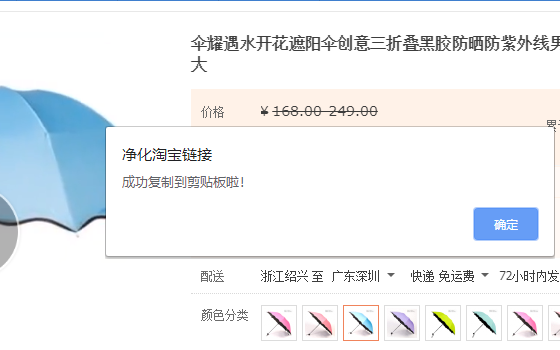 伞耀遇水开花遮阳伞创意三折叠黑胶防晒防紫外线男
大
价格
¥ 168.00-249.00
净化淘宝链接
成功复制到剪贴板啦!
确定
配送
浙江绍兴 至 广东深圳 快递 免运费 72小时内发
颜色分类